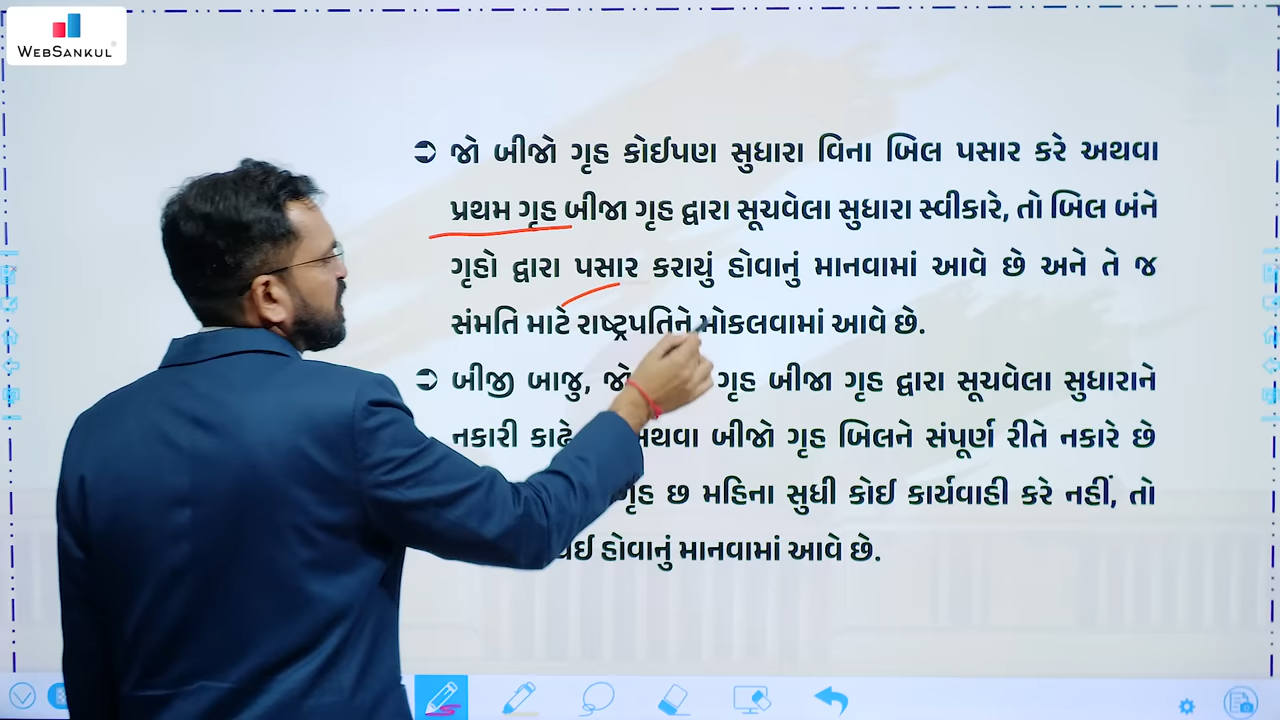 WEBSANKUL
જો બીજો ગૃહ કોઈપણ સુધારા વિના બિલ પસાર કરે અથવા
પ્રથમ ગૃહ બીજા ગૃહ દ્વારા સૂચવેલા સુધારા સ્વીકારે, તો બિલ બંને
ગૃહો દ્વારા પસાર કરાયું હોવાનું માનવામાં આવે છે અને તે જ
સંમતિ માટે રાષ્ટ્રપતિને મોકલવામાં આવે છે.
બીજી બાજુ, જો ગૃહ બીજા ગૃહ દ્વારા સૂચવેલા સુધારાને
નકારી કાઢે અથવા બીજો ગૃહ બિલને સંપૂર્ણ રીતે નકારે છે
ગૃહ છ મહિના સુધી કોઈ કાર્યવાહી કરે નહીં, તો
હોવાનું માનવામાં આવે છે.